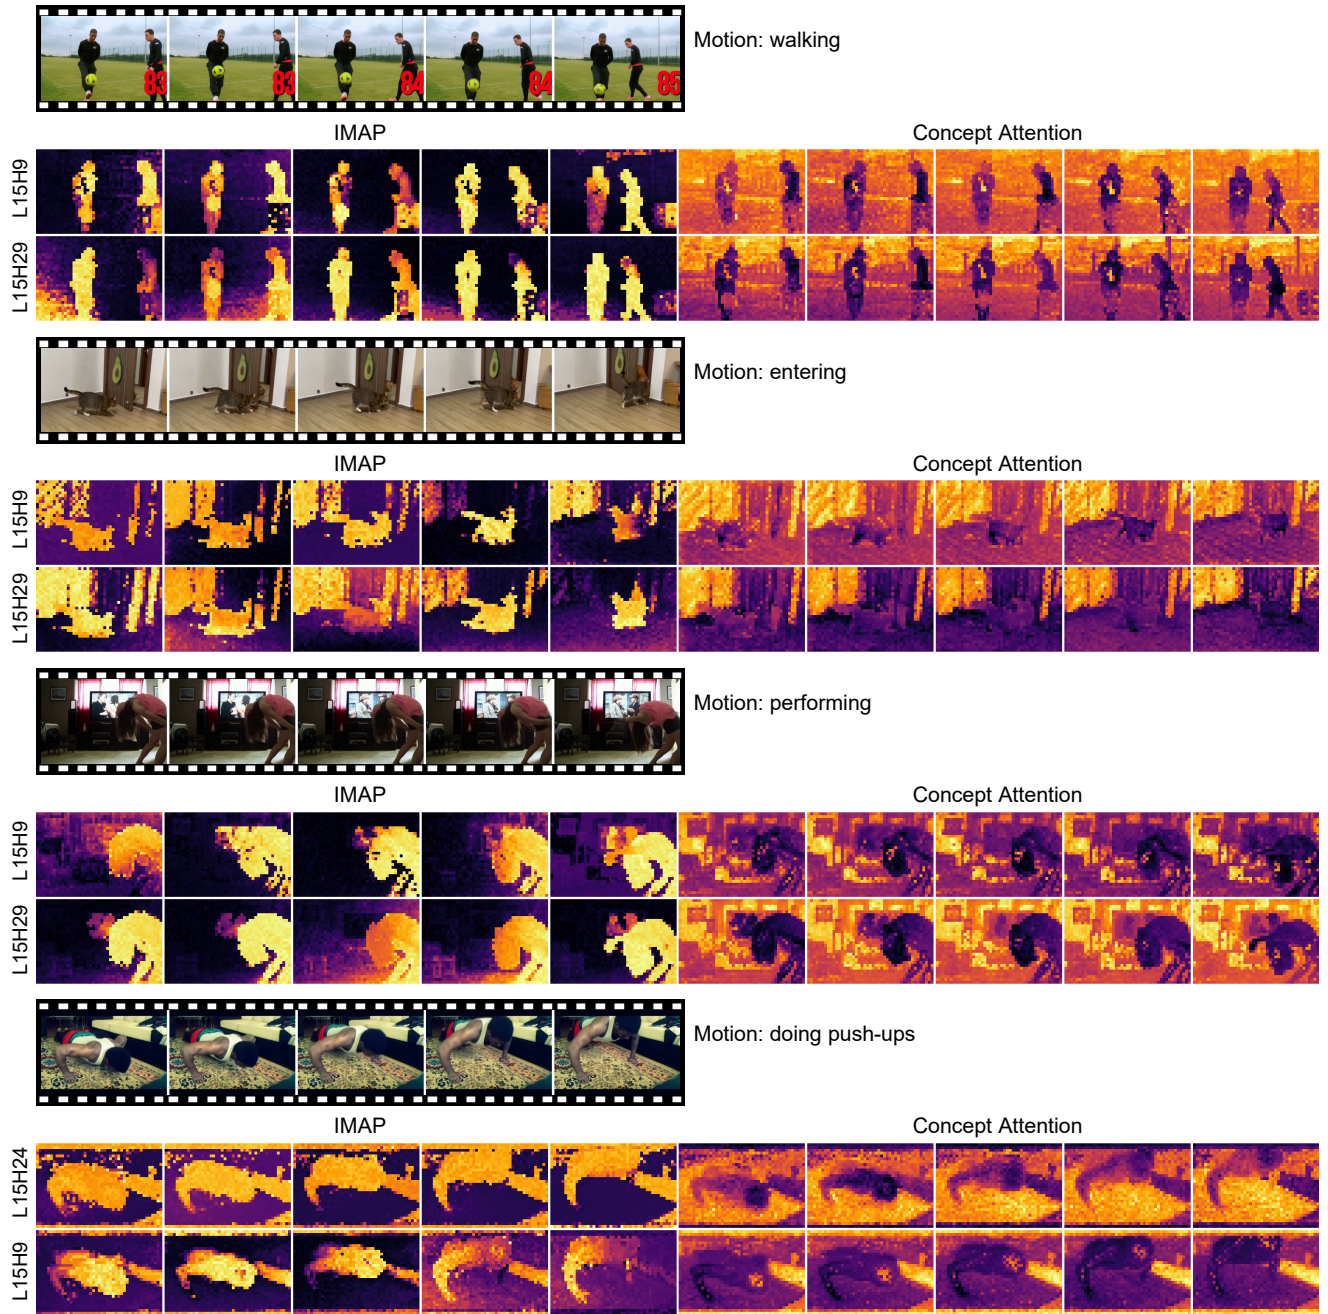 83 83 84 84 85
Motion: walking
IMAP Concept Attention
L15H9
L15H29
Motion: entering
IMAP Concept Attention
L15H9
L15H29
Motion: performing
IMAP Concept Attention
L15H9
L15H29
Motion: doing push-ups
IMAP Concept Attention
L15H24
L15H9